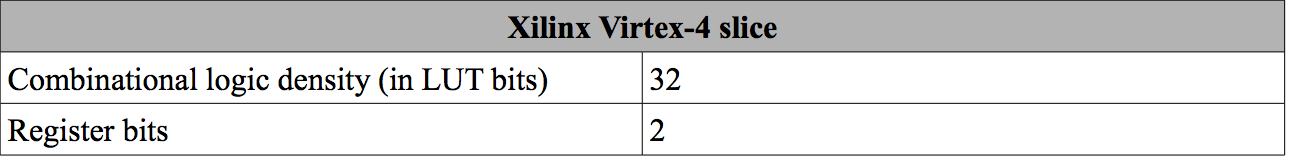 Xilinx Virtex-4 slice
Combinational logic density (in LUT bits) 32
Register bits 2